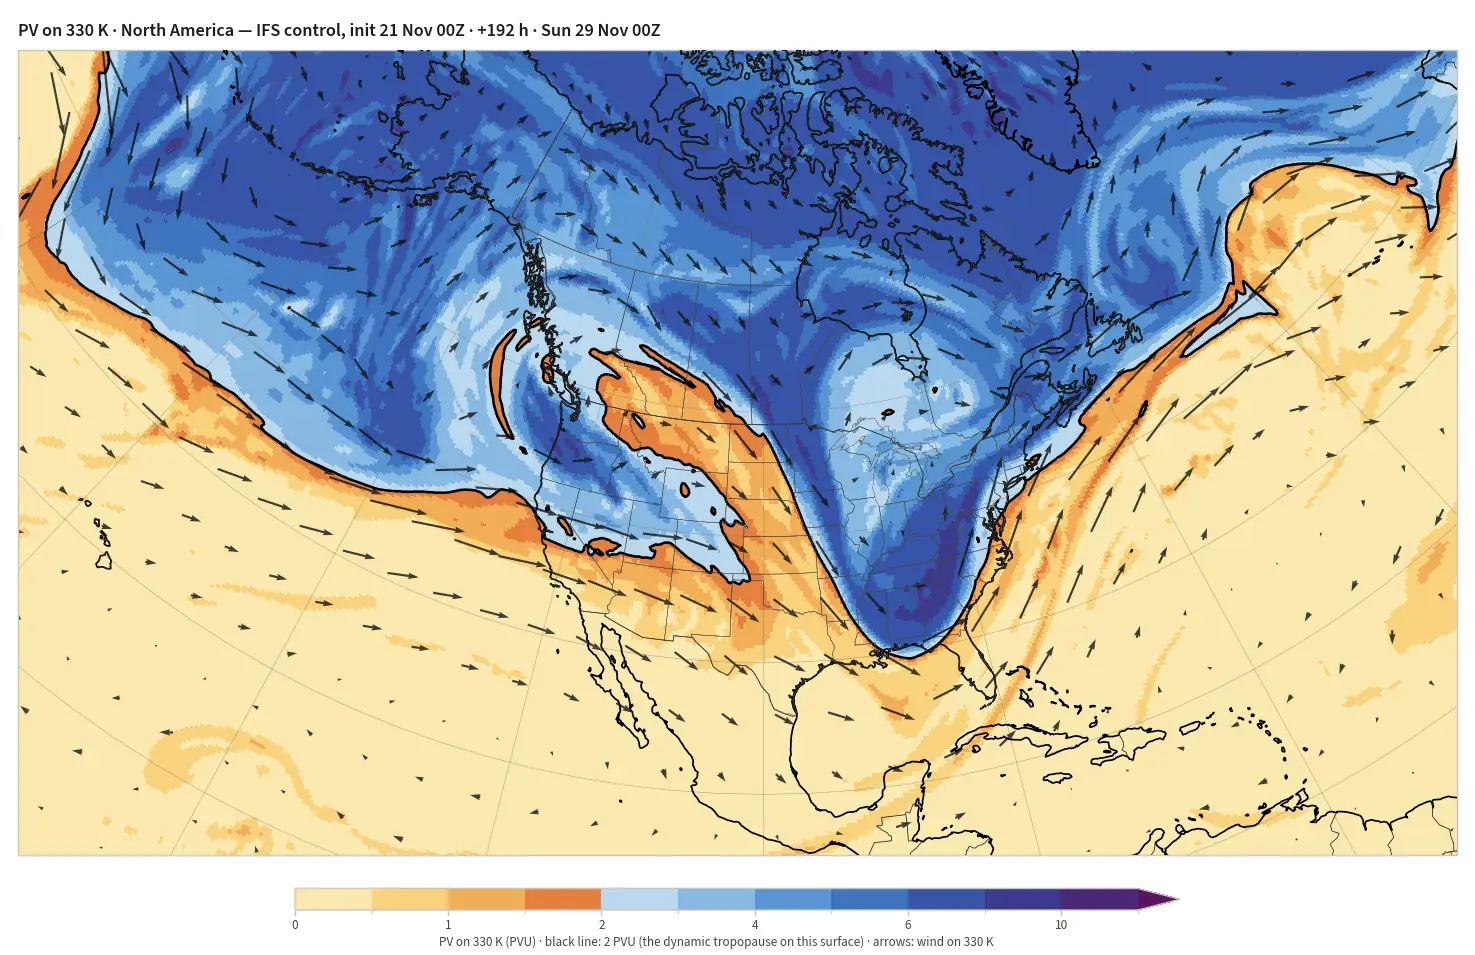 PV on 330 K · North America — IFS control, init 21 Nov 00Z · +192 h · Sun 29 Nov 00Z
0 1 2 4 6 10
PV on 330 K (PVU) · black line: 2 PVU (the dynamic tropopause on this surface) · arrows: wind on 330 K